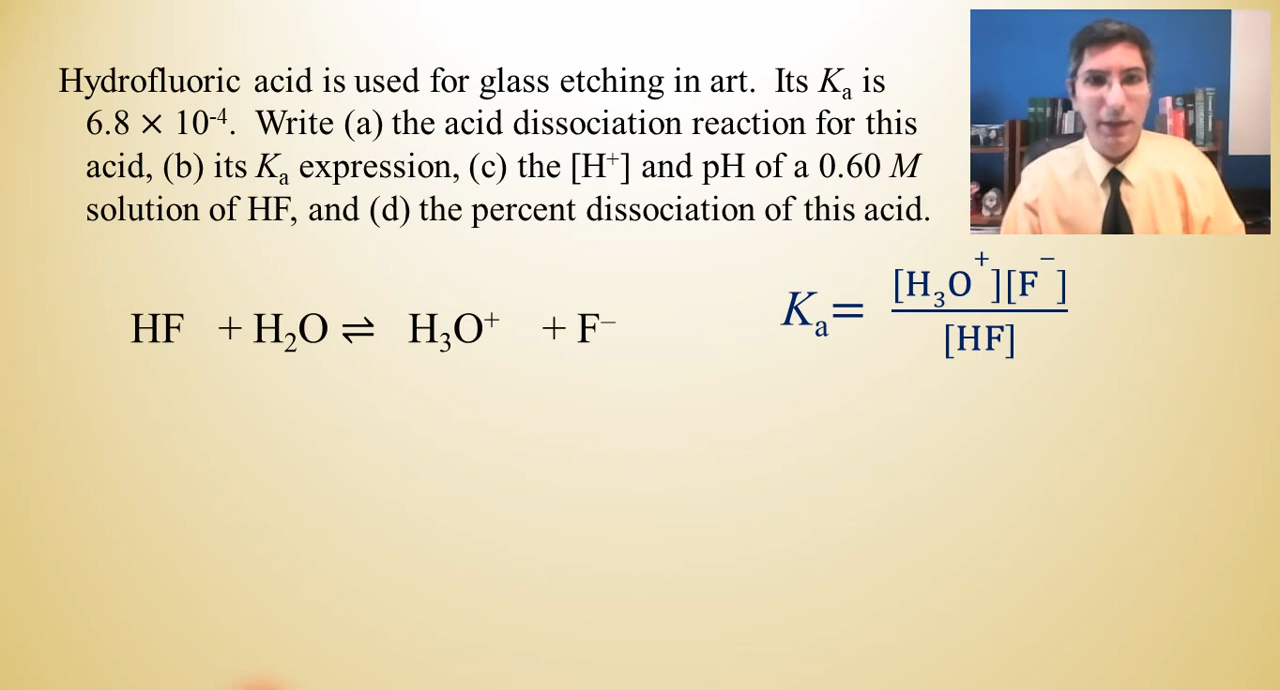 Hydrofluoric acid is used for glass etching in art. Its Kₐ is
6.8 × 10⁻⁴. Write (a) the acid dissociation reaction for this
acid, (b) its Kₐ expression, (c) the [H⁺] and pH of a 0.60 M
solution of HF, and (d) the percent dissociation of this acid.
HF + H₂O ⇌ H₃O⁺ + F⁻
Kₐ = [H₃O⁺][F⁻] / [HF]